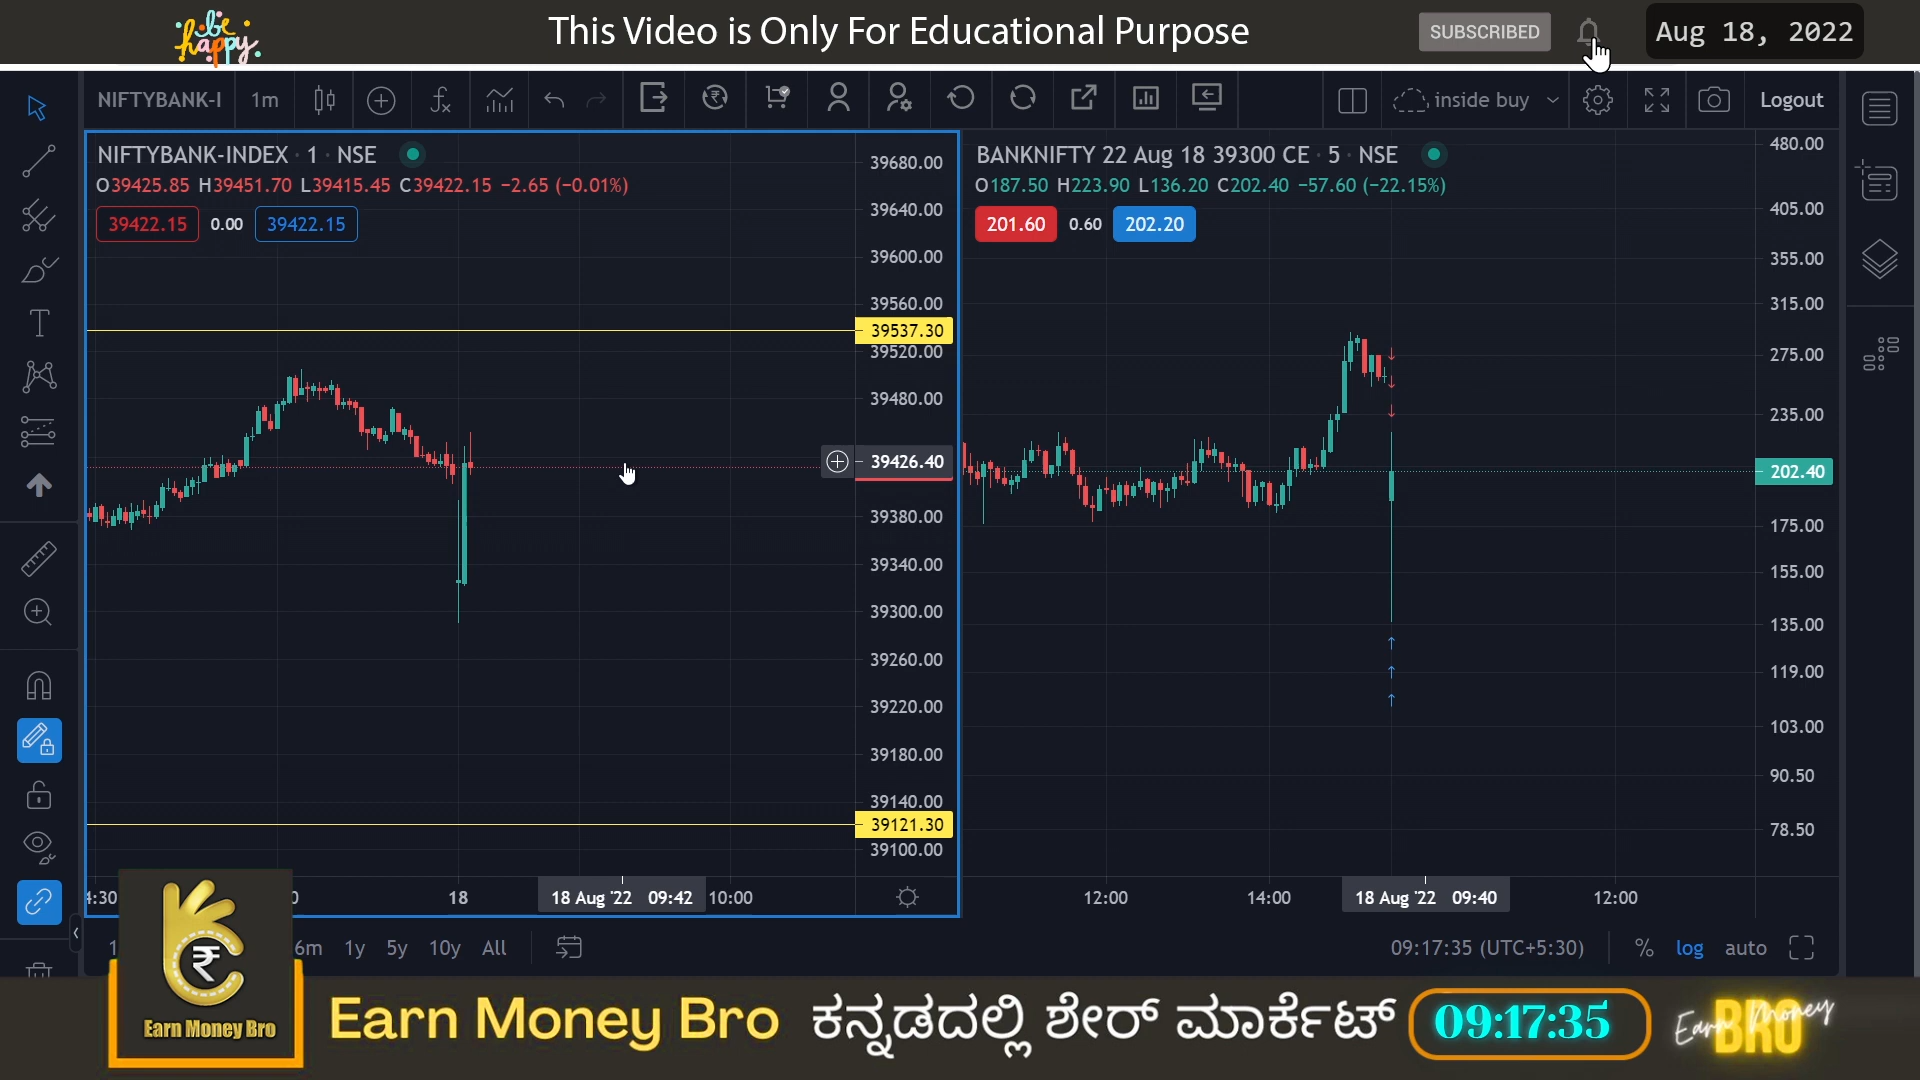 be happy.
This Video is Only For Educational Purpose
SUBSCRIBED
Aug 18, 2022
NIFTYBANK-I
1m
inside buy
Logout
NIFTYBANK-INDEX · 1 · NSE
O39425.85 H39451.70 L39415.45 C39422.15 −2.65 (−0.01%)
39422.15 0.00 39422.15
39680.00
39640.00
39600.00
39560.00
39537.30
39520.00
39480.00
39426.40
39380.00
39340.00
39300.00
39260.00
39220.00
39180.00
39140.00
39121.30
39100.00
18
18 Aug '22 09:42
10:00
BANKNIFTY 22 Aug 18 39300 CE · 5 · NSE
O187.50 H223.90 L136.20 C202.40 −57.60 (−22.15%)
201.60 0.60 202.20
480.00
405.00
355.00
315.00
275.00
235.00
202.40
175.00
155.00
135.00
119.00
103.00
90.50
78.50
12:00
14:00
18 Aug '22 09:40
12:00
6m 1y 5y 10y All
09:17:35 (UTC+5:30) % log auto
Earn Money Bro
Earn Money Bro ಕನ್ನಡದಲ್ಲಿ ಶೇರ್ ಮಾರ್ಕೆಟ್ 09:17:35
Earn Money BRO